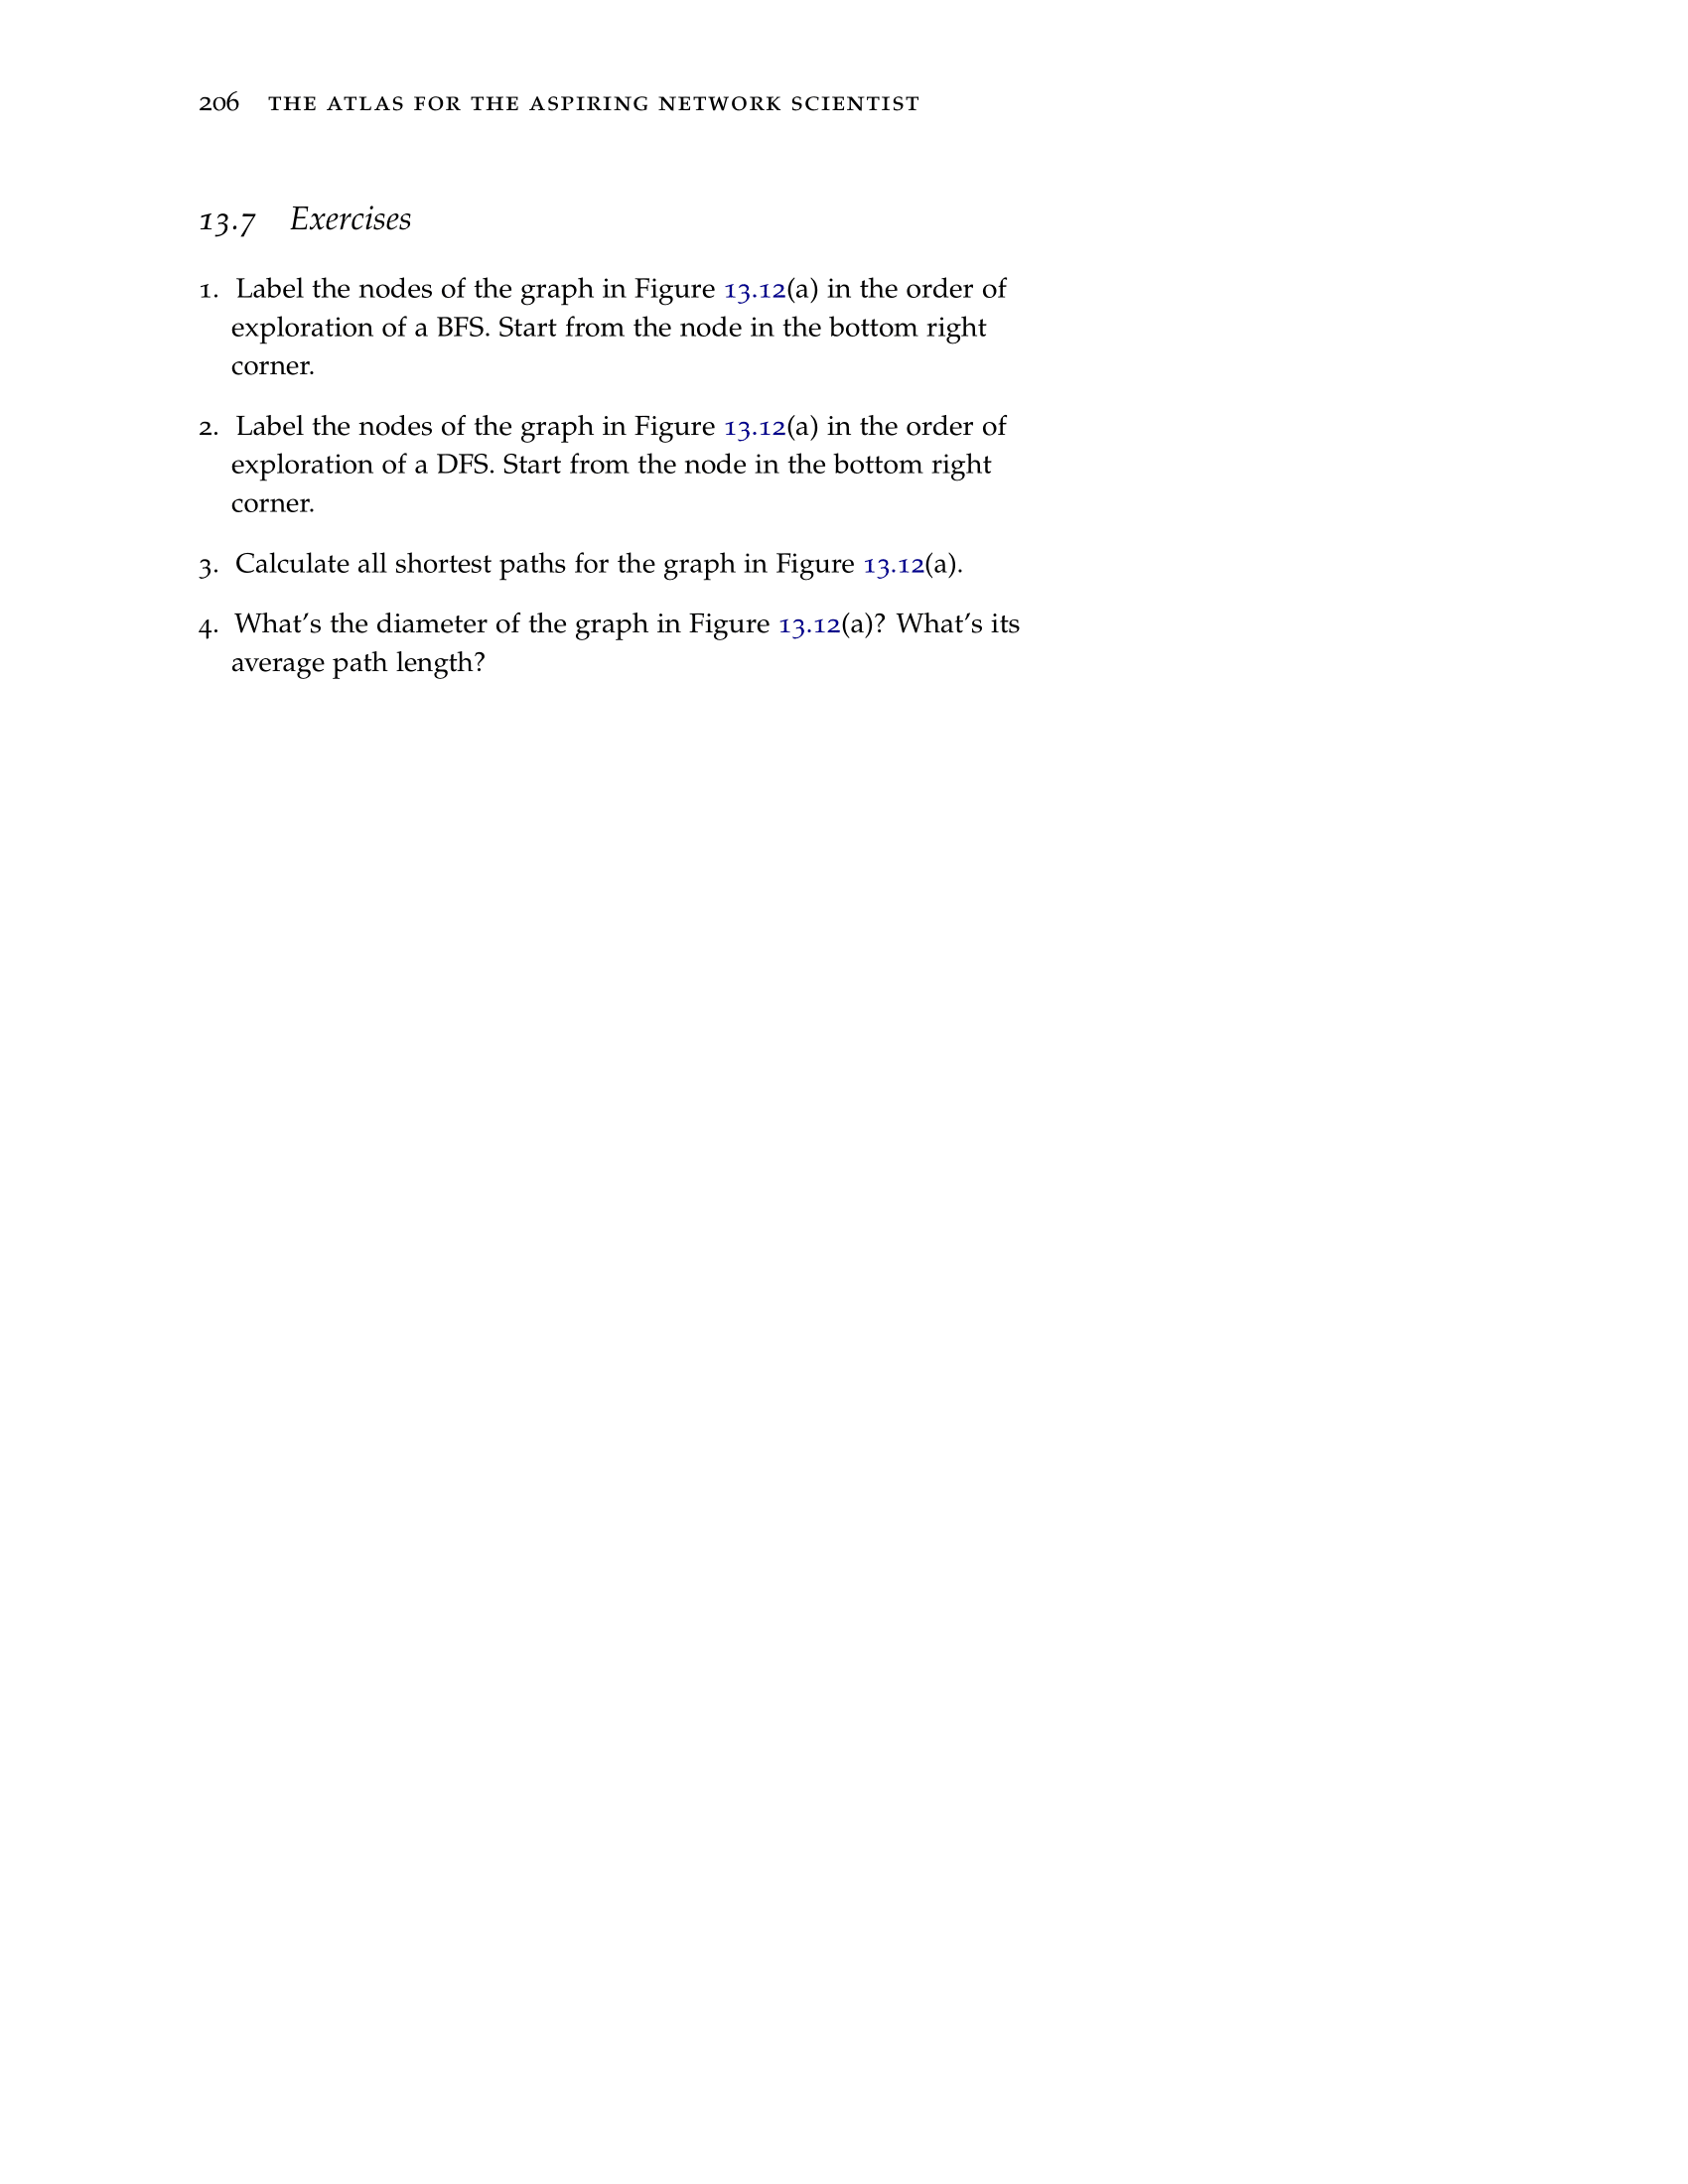 206 THE ATLAS FOR THE ASPIRING NETWORK SCIENTIST
13.7 Exercises
1. Label the nodes of the graph in Figure 13.12(a) in the order of
exploration of a BFS. Start from the node in the bottom right
corner.
2. Label the nodes of the graph in Figure 13.12(a) in the order of
exploration of a DFS. Start from the node in the bottom right
corner.
3. Calculate all shortest paths for the graph in Figure 13.12(a).
4. What’s the diameter of the graph in Figure 13.12(a)? What’s its
average path length?